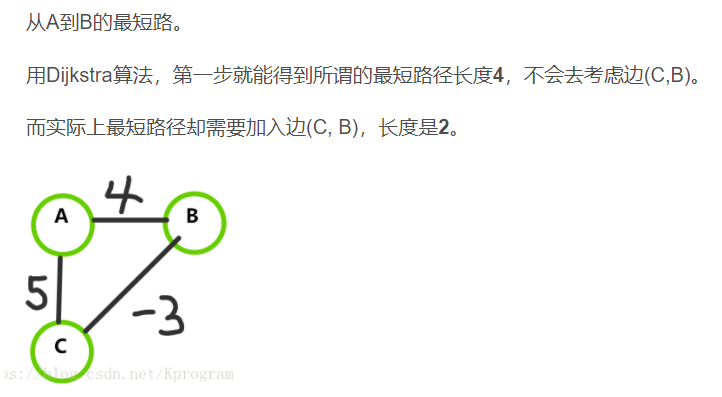 从A到B的最短路。
用Dijkstra算法，第一步就能得到所谓的最短路径长度4，不会去考虑边(C,B)。
而实际上最短路径却需要加入边(C, B)，长度是2。
4
A B
5
-3
C
ps://blog.csdn.net/Kprogram